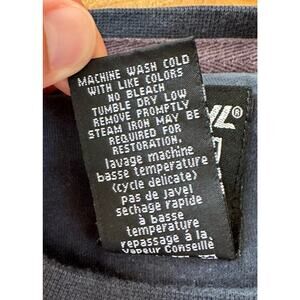 MACHINE WASH COLD
WITH LIKE COLORS
NO BLEACH
TUMBLE DRY LOW
REMOVE PROMPTLY
STEAM IRON MAY BE
REQUIRED FOR
RESTORATION.
lavage machine
basse temperature
(cycle delicate)
Pas de javel
sechage rapide
à basse
temperature
repassage á la
vapeur Conseillé
YL®